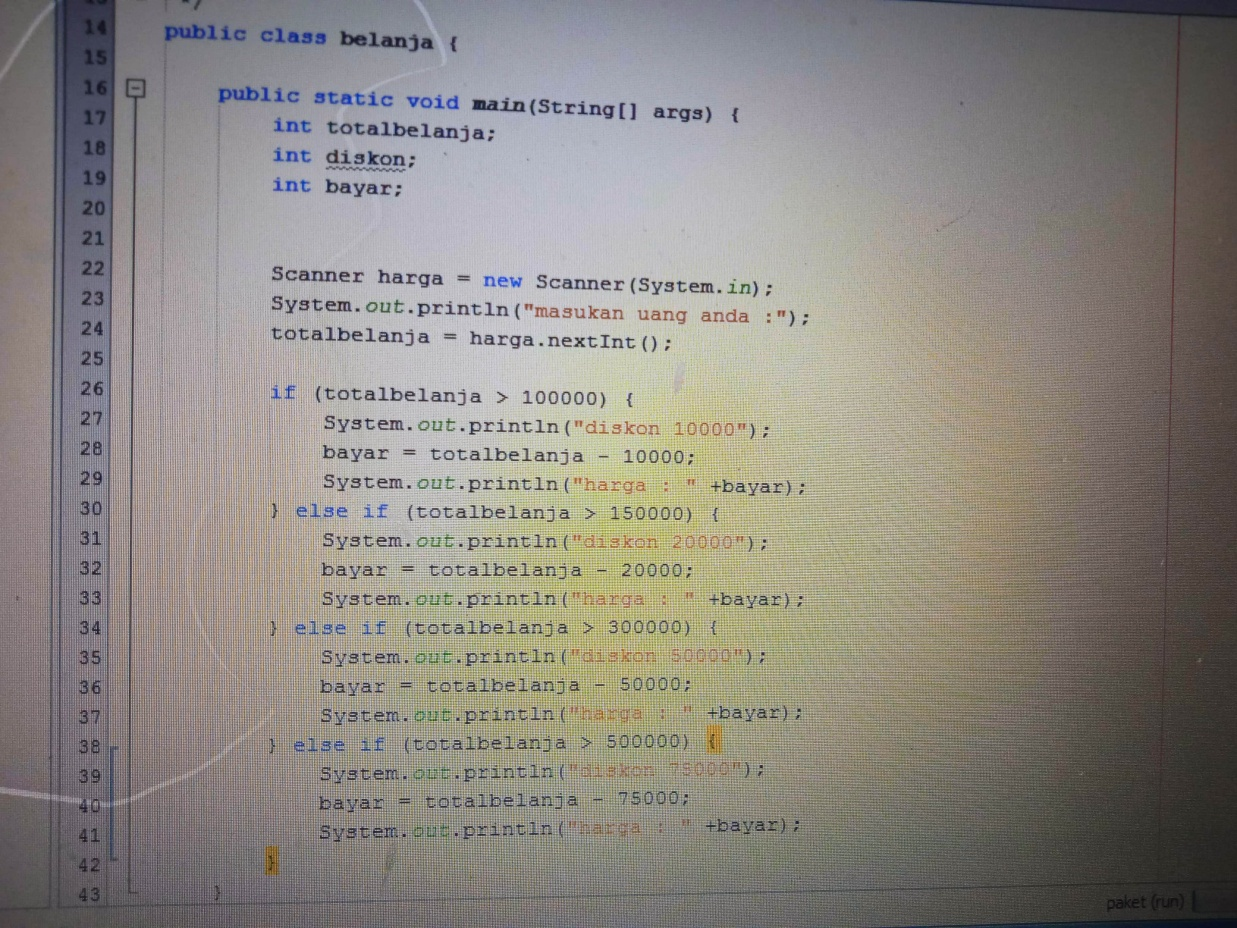 14 public class belanja {
15
16 public static void main(String[] args) {
17 int totalbelanja;
18 int diskon;
19 int bayar;
20
21
22 Scanner harga = new Scanner(System.in);
23 System.out.println("masukan uang anda :");
24 totalbelanja = harga.nextInt();
25
26 if (totalbelanja > 100000) {
27 System.out.println("diskon 10000");
28 bayar = totalbelanja - 10000;
29 System.out.println("harga : " +bayar);
30 } else if (totalbelanja > 150000) {
31 System.out.println("diskon 20000");
32 bayar = totalbelanja - 20000;
33 System.out.println("harga : " +bayar);
34 } else if (totalbelanja > 300000) {
35 System.out.println("diskon 50000");
36 bayar = totalbelanja - 50000;
37 System.out.println("harga : " +bayar);
38 } else if (totalbelanja > 500000) {
39 System.out.println("diskon 75000");
40 bayar = totalbelanja - 75000;
41 System.out.println("harga : " +bayar);
42 }
43 }
paket (run)